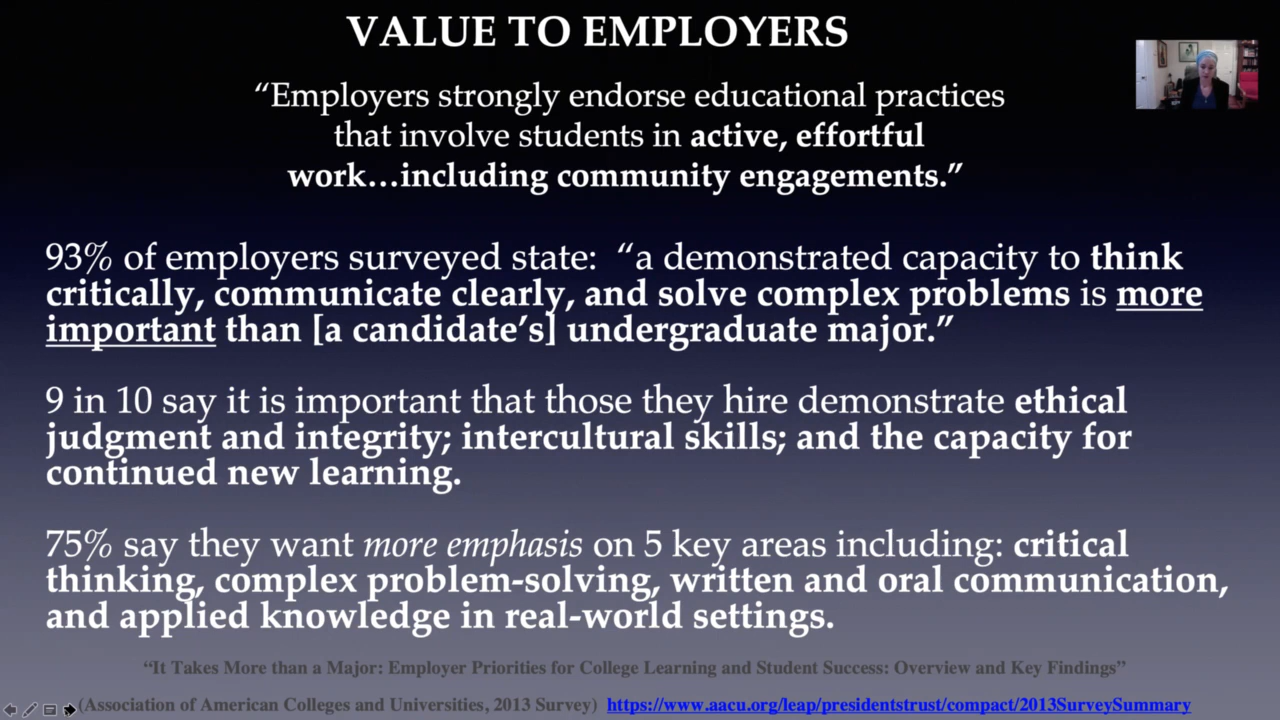 VALUE TO EMPLOYERS
“Employers strongly endorse educational practices
that involve students in active, effortful
work…including community engagements.”
93% of employers surveyed state: “a demonstrated capacity to think
critically, communicate clearly, and solve complex problems is more
important than [a candidate’s] undergraduate major.”
9 in 10 say it is important that those they hire demonstrate ethical
judgment and integrity; intercultural skills; and the capacity for
continued new learning.
75% say they want more emphasis on 5 key areas including: critical
thinking, complex problem-solving, written and oral communication,
and applied knowledge in real-world settings.
“It Takes More than a Major: Employer Priorities for College Learning and Student Success: Overview and Key Findings”
(Association of American Colleges and Universities, 2013 Survey) https://www.aacu.org/leap/presidentstrust/compact/2013SurveySummary